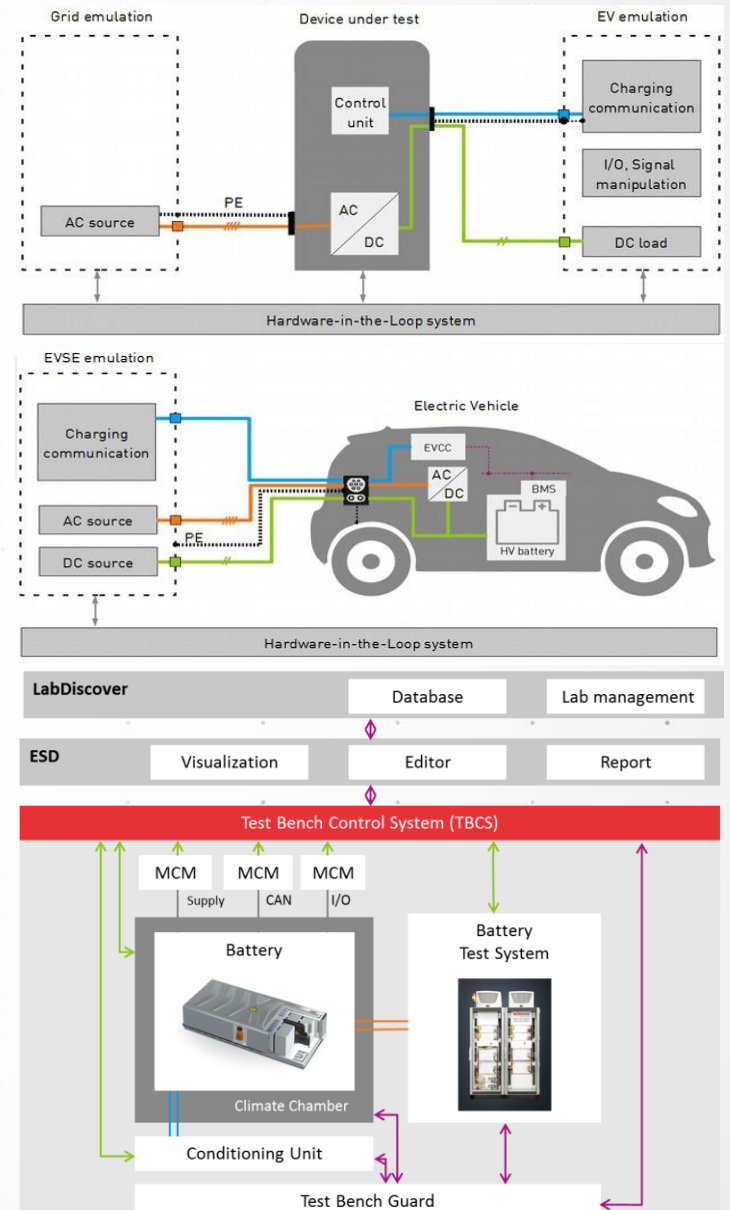 Grid emulation
Device under test
EV emulation
Control
unit
Charging
communication
I/O, Signal
manipulation
PE
AC source
AC
DC
DC load
Hardware-in-the-Loop system
EVSE emulation
Electric Vehicle
Charging
communication
EVCC
AC
DC
BMS
AC source
PE
DC source
HV battery
Hardware-in-the-Loop system
LabDiscover
Database
Lab management
ESD
Visualization
Editor
Report
Test Bench Control System (TBCS)
MCM
MCM
MCM
Supply
CAN
I/O
Battery
Battery
Test System
Climate Chamber
Conditioning Unit
Test Bench Guard